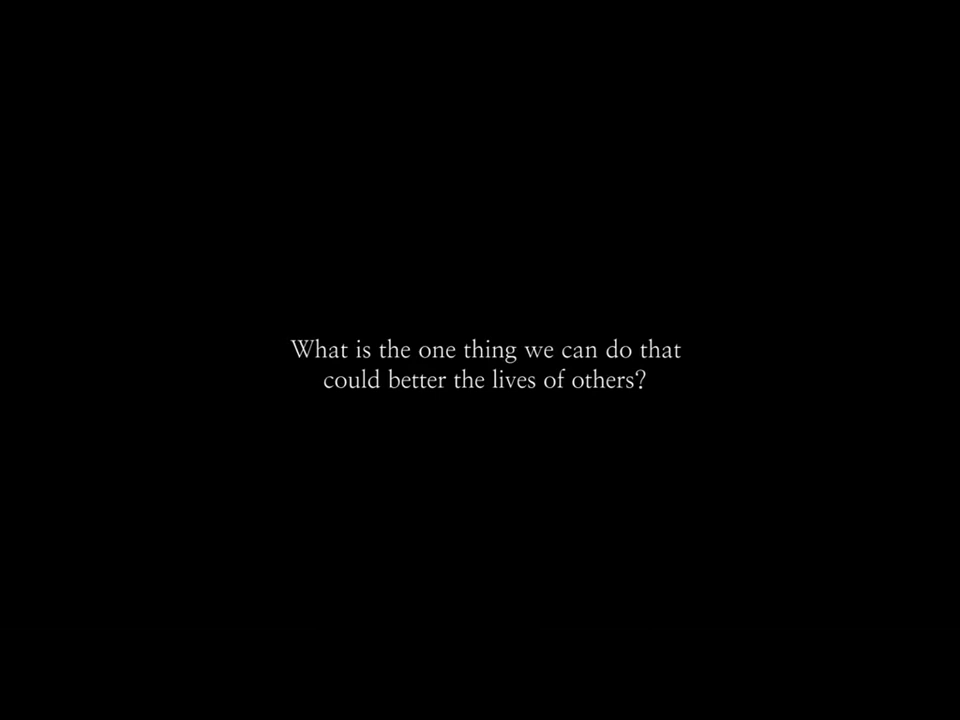 What is the one thing we can do that
could better the lives of others?